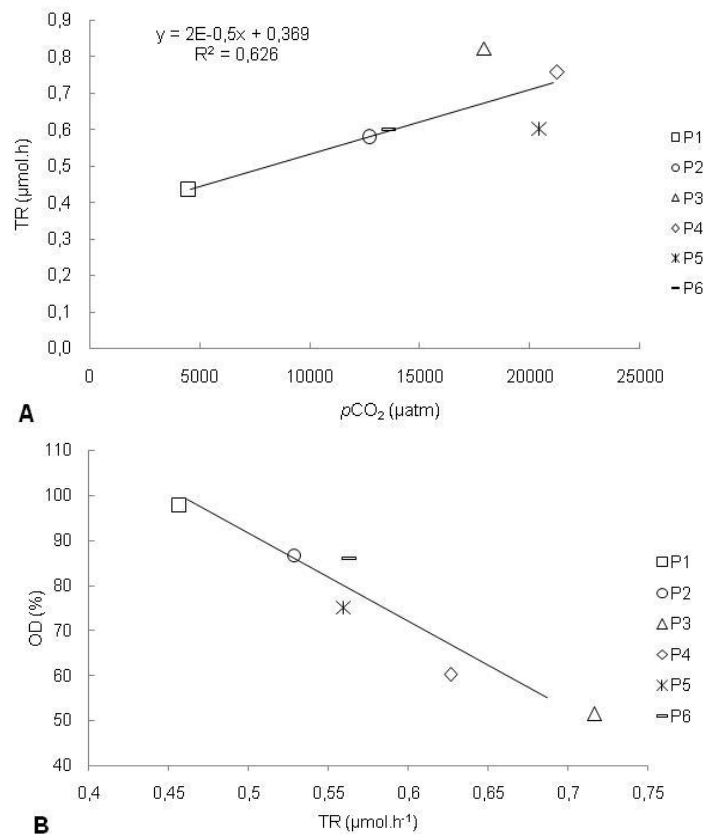 y = 2E-0,5x + 0,369
R² = 0,626
0,9
0,8
0,7
0,6
0,5
0,4
0,3
0,2
0,1
0,0
TR (µmol.h)
0 5000 10000 15000 20000 25000
pCO₂ (µatm)
P1
P2
P3
P4
P5
P6
A
110
100
90
80
70
60
50
40
OD (%)
0,4 0,45 0,5 0,55 0,6 0,65 0,7 0,75
TR (µmol.h⁻¹)
P1
P2
P3
P4
P5
P6
B